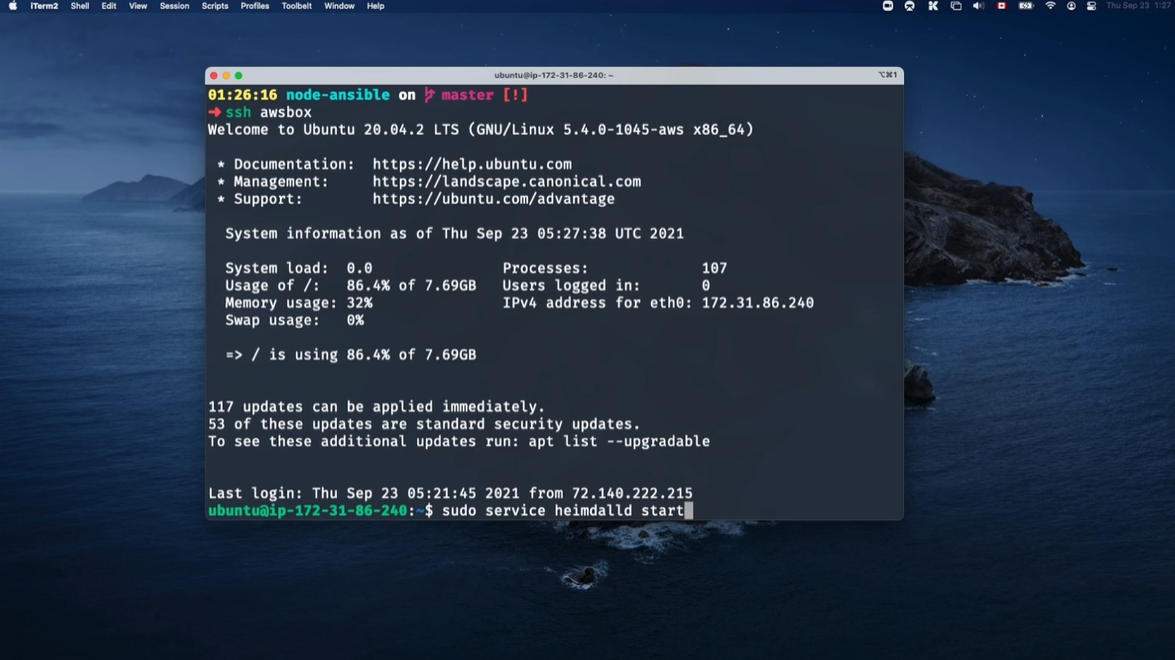 iTerm2 Shell Edit View Session Scripts Profiles Toolbelt Window Help Thu Sep 23 1:27
ubuntu@ip-172-31-86-240: ~ ⌥⌘1
01:26:16 node-ansible on master [!]
➜ ssh awsbox
Welcome to Ubuntu 20.04.2 LTS (GNU/Linux 5.4.0-1045-aws x86_64)
* Documentation: https://help.ubuntu.com
* Management: https://landscape.canonical.com
* Support: https://ubuntu.com/advantage
System information as of Thu Sep 23 05:27:38 UTC 2021
System load: 0.0 Processes: 107
Usage of /: 86.4% of 7.69GB Users logged in: 0
Memory usage: 32% IPv4 address for eth0: 172.31.86.240
Swap usage: 0%
=> / is using 86.4% of 7.69GB
117 updates can be applied immediately.
53 of these updates are standard security updates.
To see these additional updates run: apt list --upgradable
Last login: Thu Sep 23 05:21:45 2021 from 72.140.222.215
ubuntu@ip-172-31-86-240:~$ sudo service heimdalld start